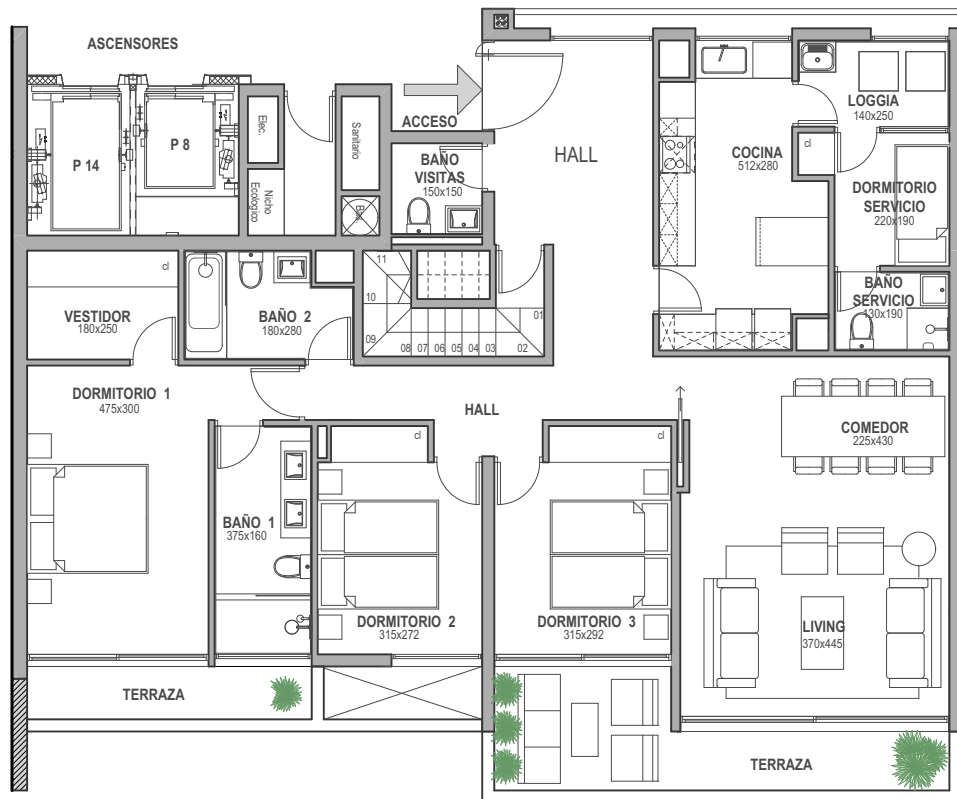 ASCENSORES
P 14
P 8
Elec.
Nicho
Ecologico
Sanitario
ACCESO
BAÑO
VISITAS
150x150
HALL
COCINA
512x280
LOGGIA
140x250
cl
DORMITORIO
SERVICIO
220x190
BAÑO
SERVICIO
130x190
cl
VESTIDOR
180x250
BAÑO 2
180x280
11
10
09
08
07
06
05
04
03
02
01
DORMITORIO 1
475x300
HALL
COMEDOR
225x430
cl
cl
BAÑO 1
375x160
DORMITORIO 2
315x272
DORMITORIO 3
315x292
LIVING
370x445
TERRAZA
TERRAZA